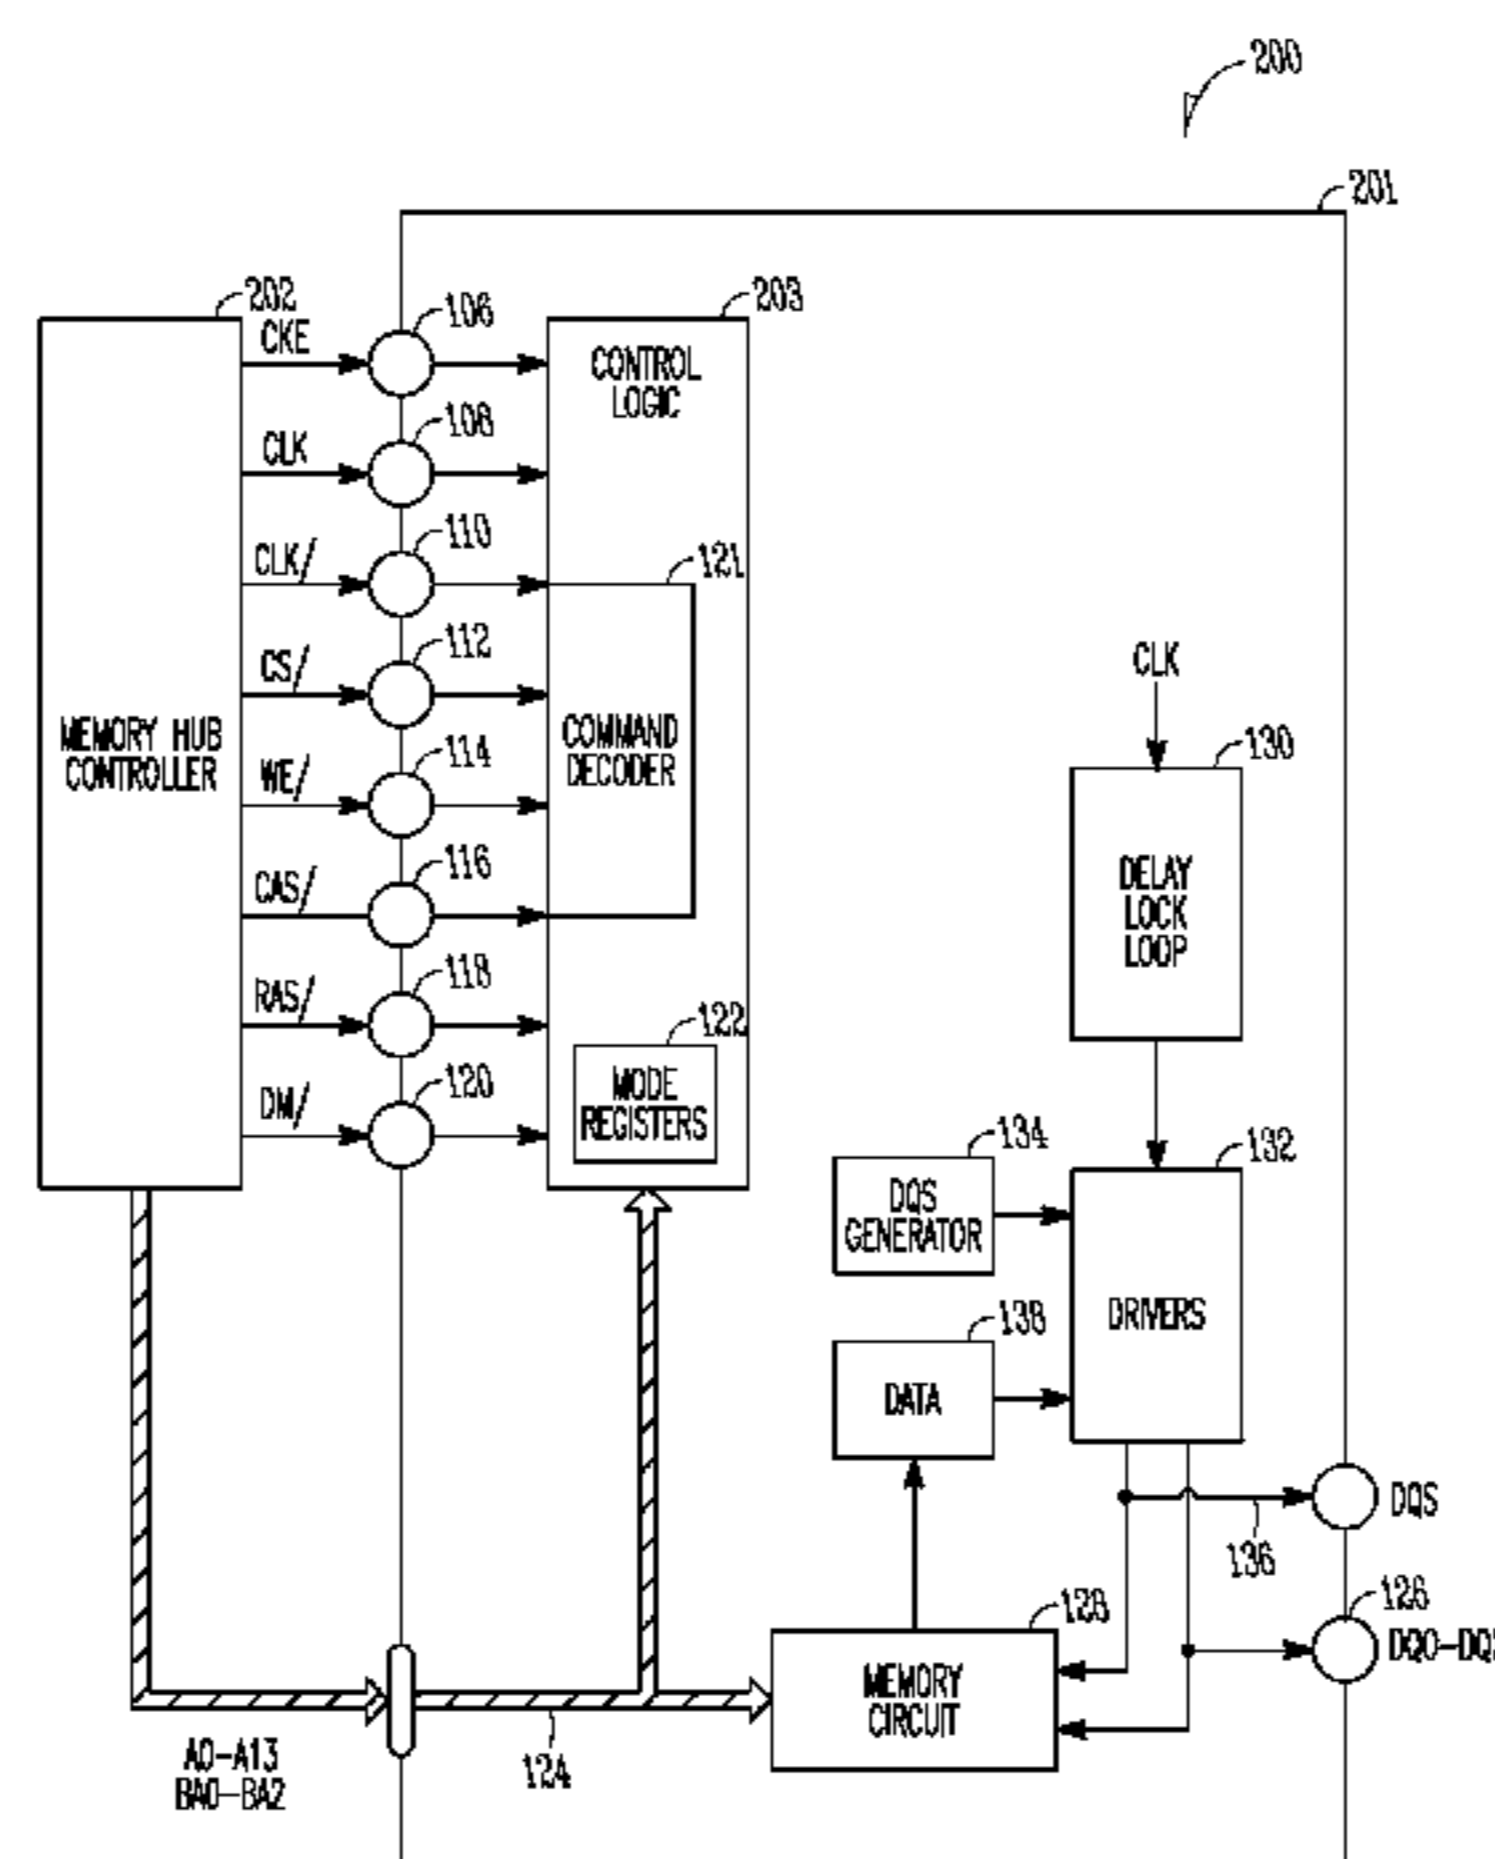 200
201
202
203
CKE
106
CONTROL
LOGIC
CLK
108
CLK/
110
121
CS/
112
MEMORY HUB
CONTROLLER
COMMAND
DECODER
WE/
114
CLK
130
CAS/
116
DELAY
LOCK
LOOP
RAS/
118
122
MODE
REGISTERS
DM/
120
134
DQS
GENERATOR
132
DRIVERS
138
DATA
DQS
136
128
MEMORY
CIRCUIT
126
A0-A13
BA0-BA2
124